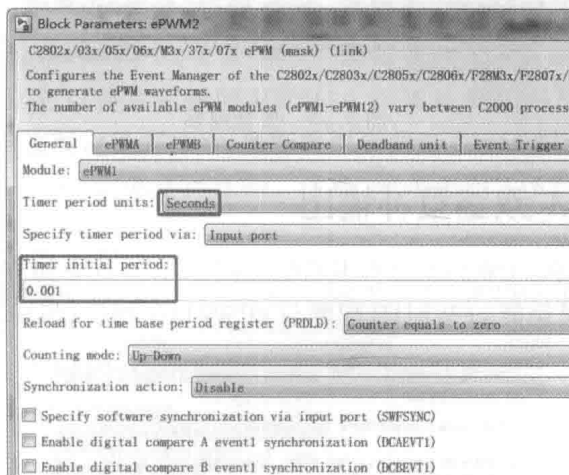 Block Parameters: ePWM2
C2802x/03x/05x/06x/M3x/37x/07x ePWM (mask) (link)
Configures the Event Manager of the C2802x/C2803x/C2805x/C2806x/F28M3x/F2807x/
to generate ePWM waveforms.
The number of available ePWM modules (ePWM1-ePWM12) vary between C2000 process
General ePWMA ePWMB Counter Compare Deadband unit Event Trigger
Module: ePWM1
Timer period units: Seconds
Specify timer period via: Input port
Timer initial period:
0.001
Reload for time base period register (PRDLD): Counter equals to zero
Counting mode: Up-Down
Synchronization action: Disable
Specify software synchronization via input port (SWFSYNC)
Enable digital compare A event1 synchronization (DCAEVT1)
Enable digital compare B event1 synchronization (DCBEVT1)